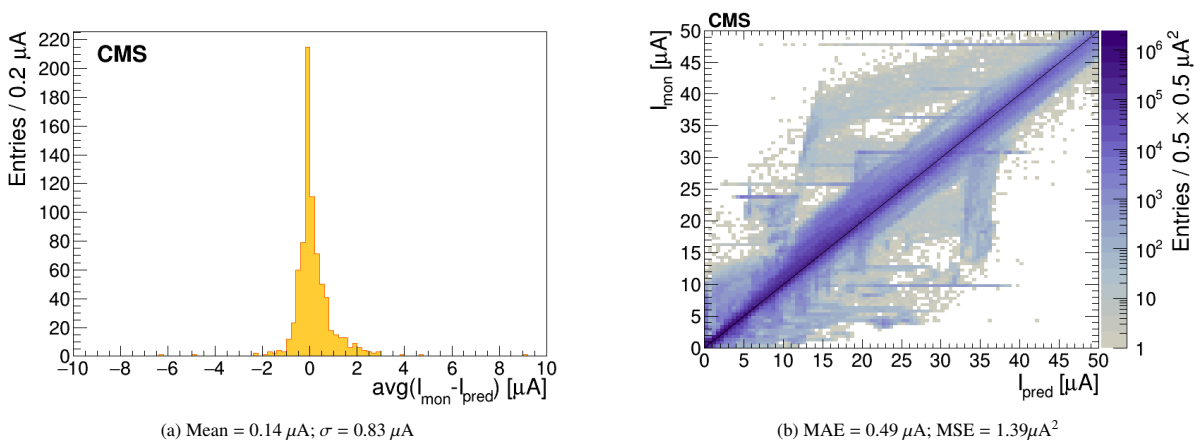 CMS
Entries / 0.2 μA
220
200
180
160
140
120
100
80
60
40
20
0
−10 −8 −6 −4 −2 0 2 4 6 8 10
avg(I_mon-I_pred) [μA]
(a) Mean = 0.14 μA; σ = 0.83 μA
CMS
I_mon [μA]
50
45
40
35
30
25
20
15
10
5
0
0 5 10 15 20 25 30 35 40 45 50
I_pred [μA]
10^6
10^5
10^4
10^3
10^2
10
1
Entries / 0.5 × 0.5 μA^2
(b) MAE = 0.49 μA; MSE = 1.39μA^2